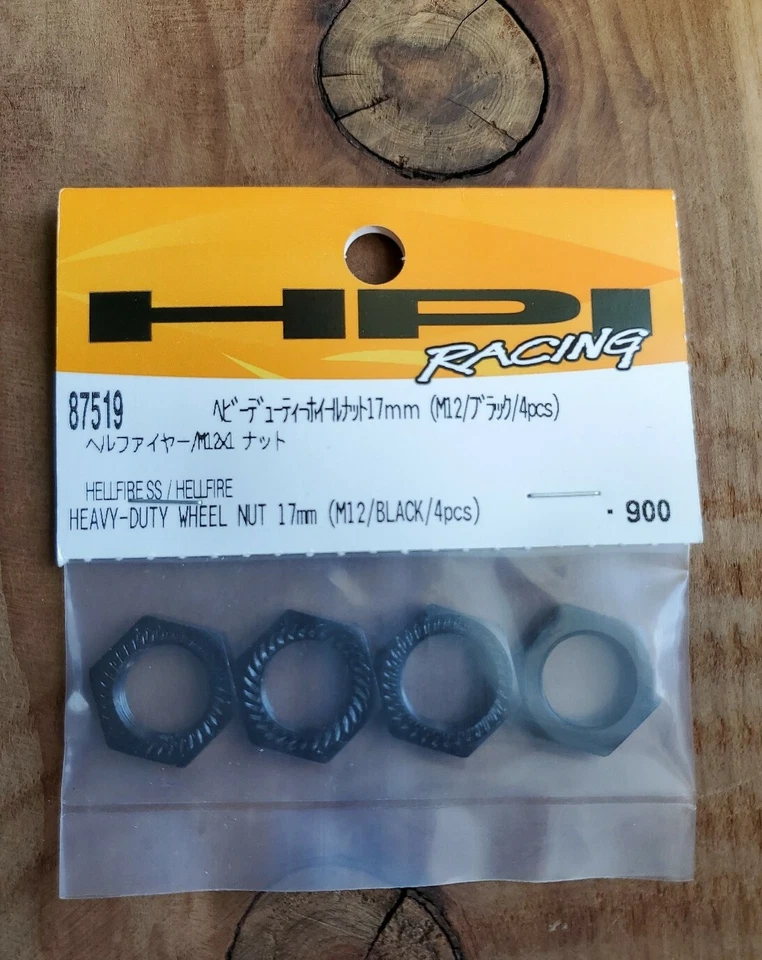 HPI
RACING
87519 ヘビーデューティーホイールナット17mm (M12/ブラック/4pcs)
ヘルファイヤー/M12x1 ナット
HELLFIRE SS / HELLFIRE
HEAVY-DUTY WHEEL NUT 17mm (M12/BLACK/4pcs) · 900